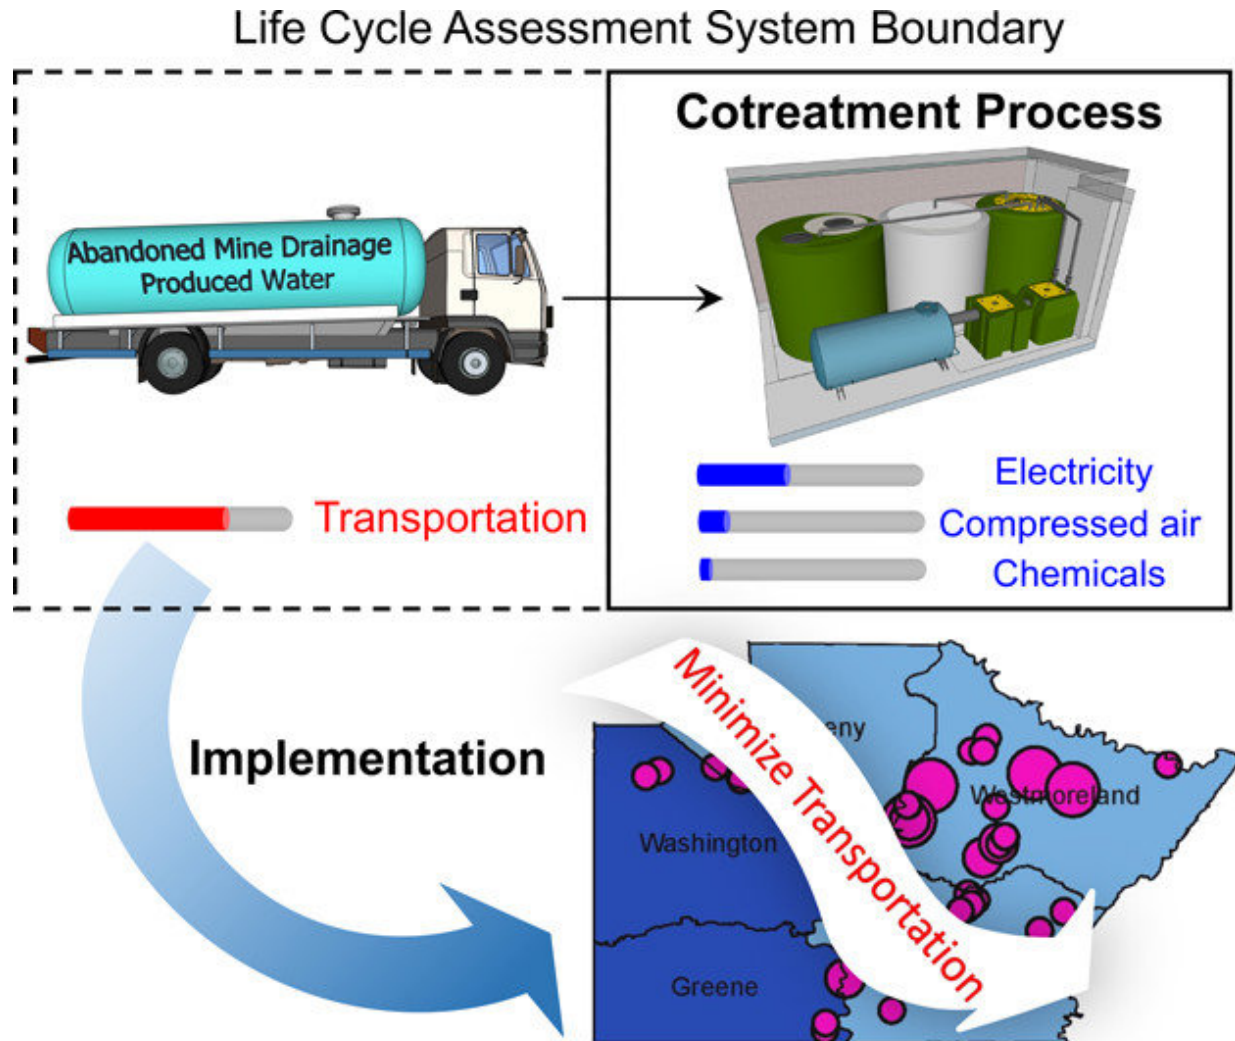 Life Cycle Assessment System Boundary
Cotreatment Process
Abandoned Mine Drainage
Produced Water
Transportation
Electricity
Compressed air
Chemicals
Implementation
Minimize Transportation
eny
Westmoreland
Washington
Greene